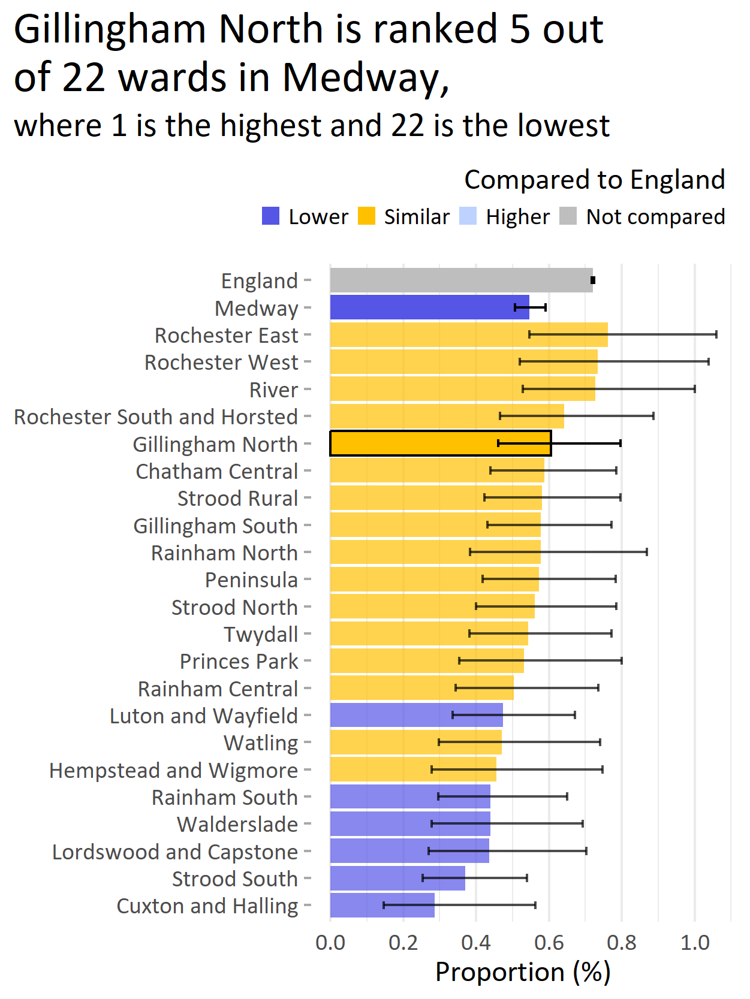 Gillingham North is ranked 5 out
of 22 wards in Medway,
where 1 is the highest and 22 is the lowest
Compared to England
Lower Similar Higher Not compared
England
Medway
Rochester East
Rochester West
River
Rochester South and Horsted
Gillingham North
Chatham Central
Strood Rural
Gillingham South
Rainham North
Peninsula
Strood North
Twydall
Princes Park
Rainham Central
Luton and Wayfield
Watling
Hempstead and Wigmore
Rainham South
Walderslade
Lordswood and Capstone
Strood South
Cuxton and Halling
0.0 0.2 0.4 0.6 0.8 1.0
Proportion (%)